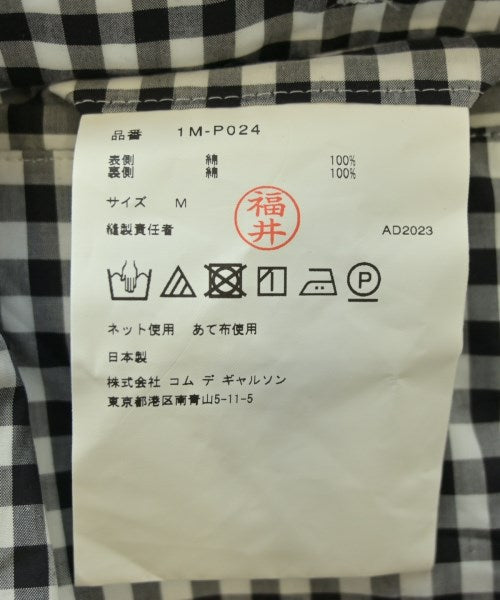 品番 1M-P024
表側 綿 100%
裏側 綿 100%
サイズ M
福井
縫製責任者 AD2023
P
ネット使用 あて布使用
日本製
株式会社 コム デ ギャルソン
東京都港区南青山5-11-5